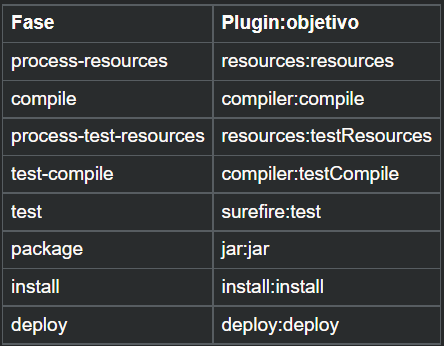 Fase Plugin:objetivo
process-resources resources:resources
compile compiler:compile
process-test-resources resources:testResources
test-compile compiler:testCompile
test surefire:test
package jar:jar
install install:install
deploy deploy:deploy